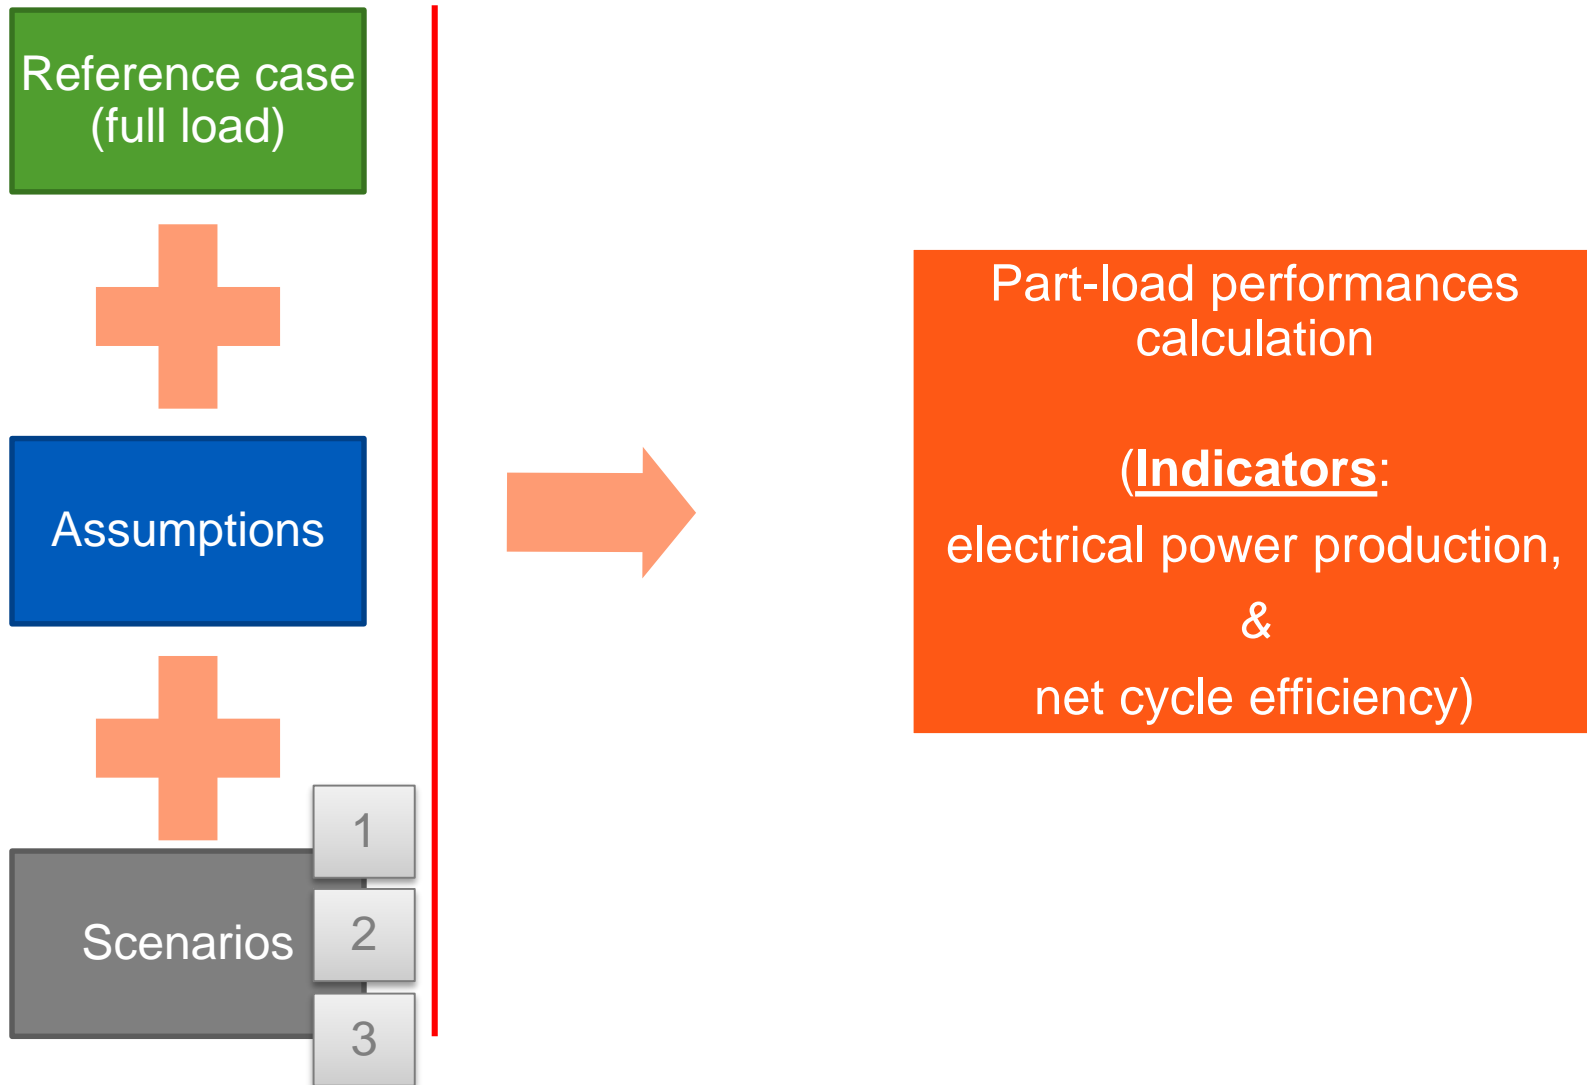 Reference case
(full load)
Assumptions
Scenarios
1
2
3
Part-load performances
calculation
(Indicators:
electrical power production,
&
net cycle efficiency)